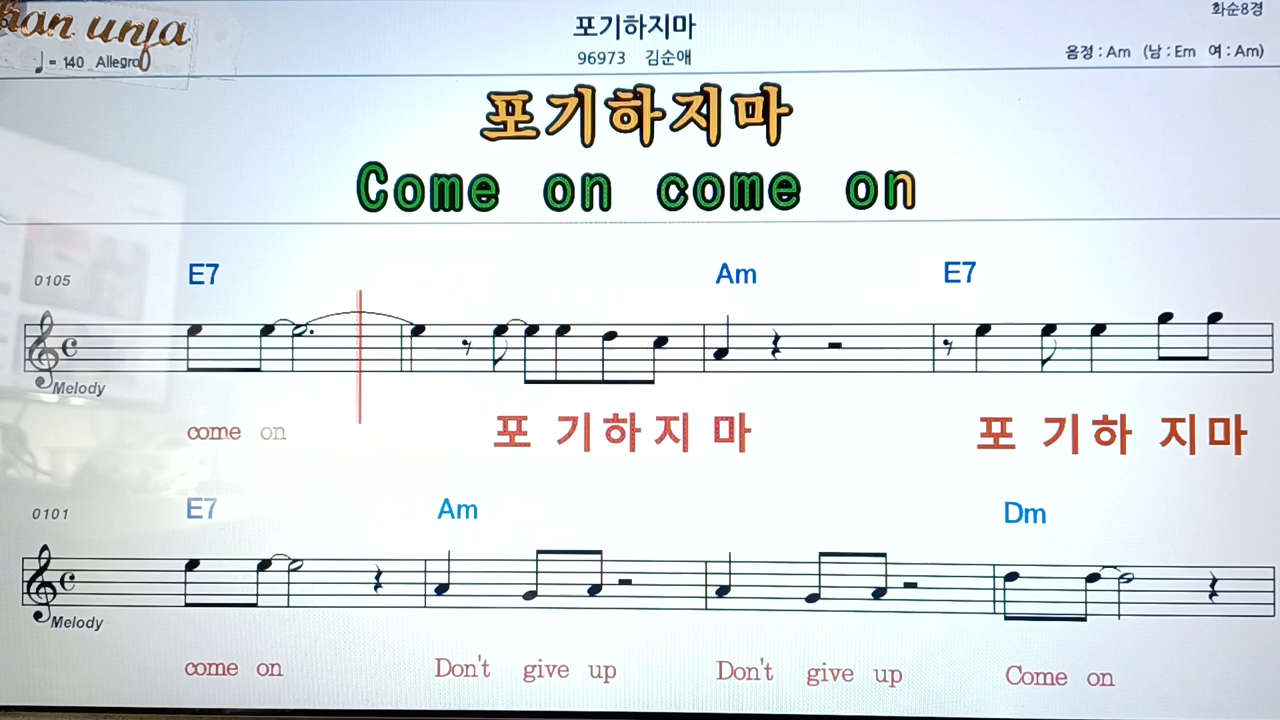 han unja
포기하지마
화순8경
= 140 Allegro
96973 김순애
음정 : Am (남 : Em 여 : Am)
포기하지마
Come on come on
E7 Am E7
0105
Melody
come on 포 기하지 마 포 기하 지마
E7 Am Dm
0101
Melody
come on Don't give up Don't give up Come on